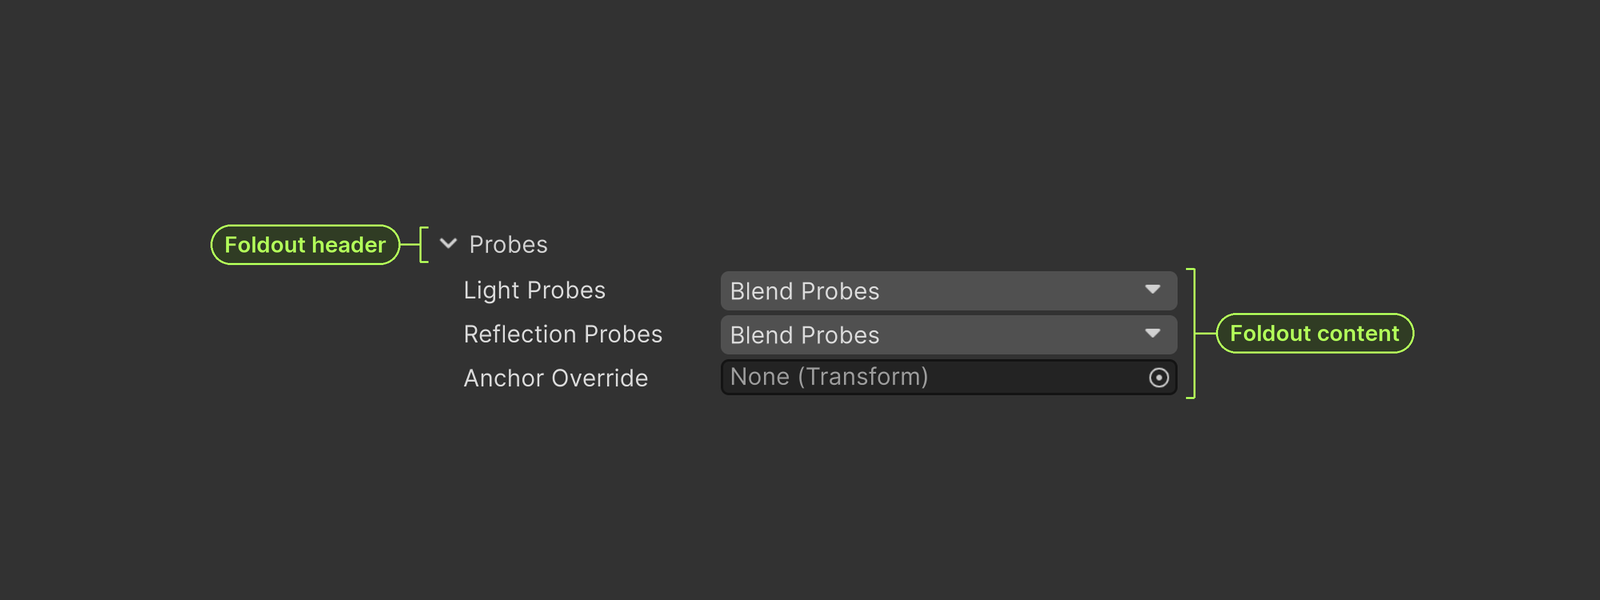 Foldout header
Probes
Light Probes Blend Probes
Reflection Probes Blend Probes
Foldout content
Anchor Override None (Transform)